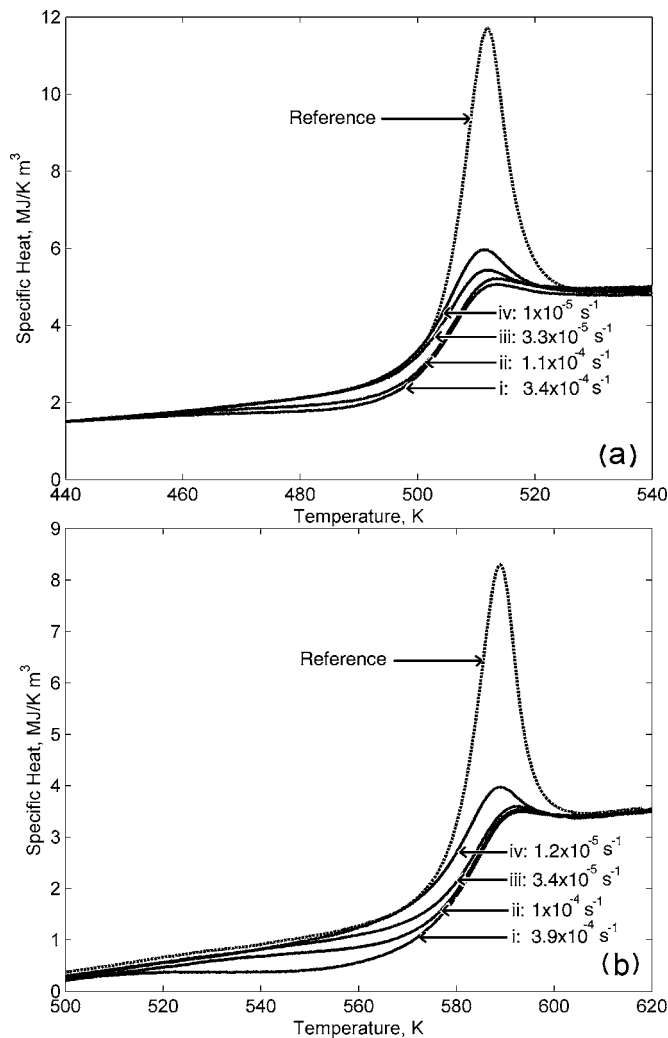 12
10
8
6
4
2
0
Specific Heat, MJ/K m³
Reference
iv: 1x10⁻⁵ s⁻¹
iii: 3.3x10⁻⁵ s⁻¹
ii: 1.1x10⁻⁴ s⁻¹
i: 3.4x10⁻⁴ s⁻¹
(a)
440 460 480 500 520 540
Temperature, K
9
8
7
6
5
4
3
2
1
0
Specific Heat, MJ/K m³
Reference
iv: 1.2x10⁻⁵ s⁻¹
iii: 3.4x10⁻⁵ s⁻¹
ii: 1x10⁻⁴ s⁻¹
i: 3.9x10⁻⁴ s⁻¹
(b)
500 520 540 560 580 600 620
Temperature, K